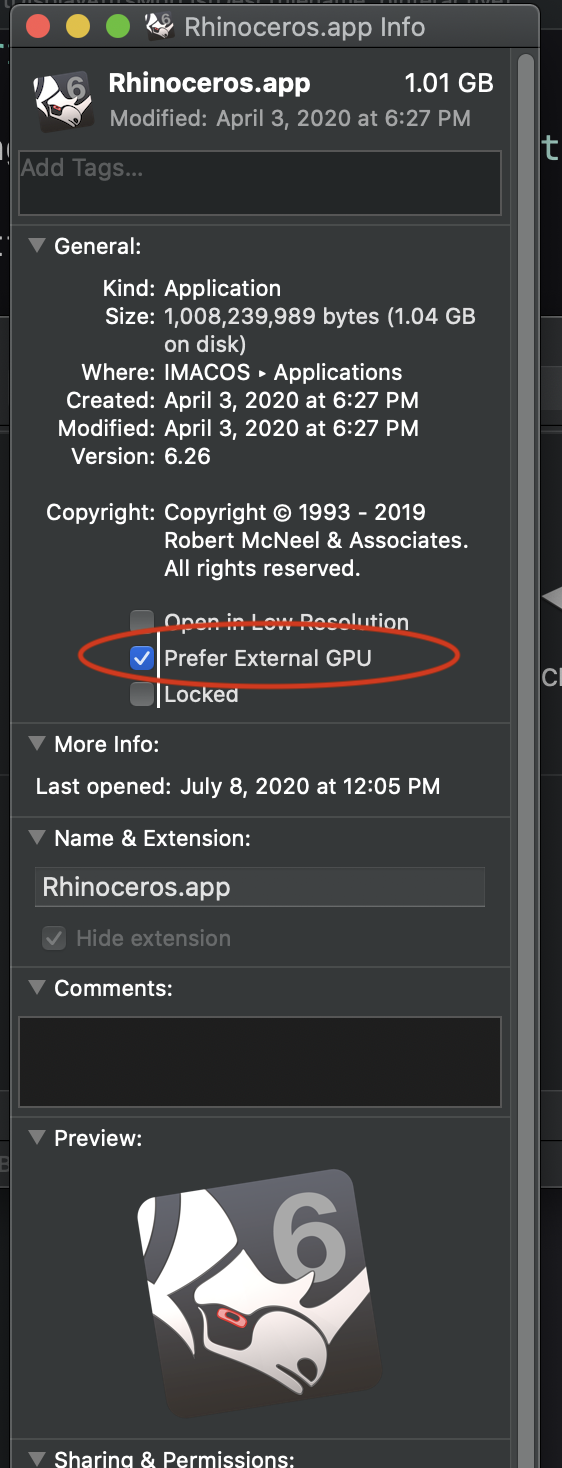 Rhinoceros.app Info
6
Rhinoceros.app 1.01 GB
Modified: April 3, 2020 at 6:27 PM
Add Tags...
General:
Kind: Application
Size: 1,008,239,989 bytes (1.04 GB
on disk)
Where: IMACOS ▸ Applications
Created: April 3, 2020 at 6:27 PM
Modified: April 3, 2020 at 6:27 PM
Version: 6.26
Copyright: Copyright © 1993 - 2019
Robert McNeel & Associates.
All rights reserved.
Open in Low Resolution
Prefer External GPU
Locked
More Info:
Last opened: July 8, 2020 at 12:05 PM
Name & Extension:
Rhinoceros.app
Hide extension
Comments:
Preview:
6
Sharing & Permissions: